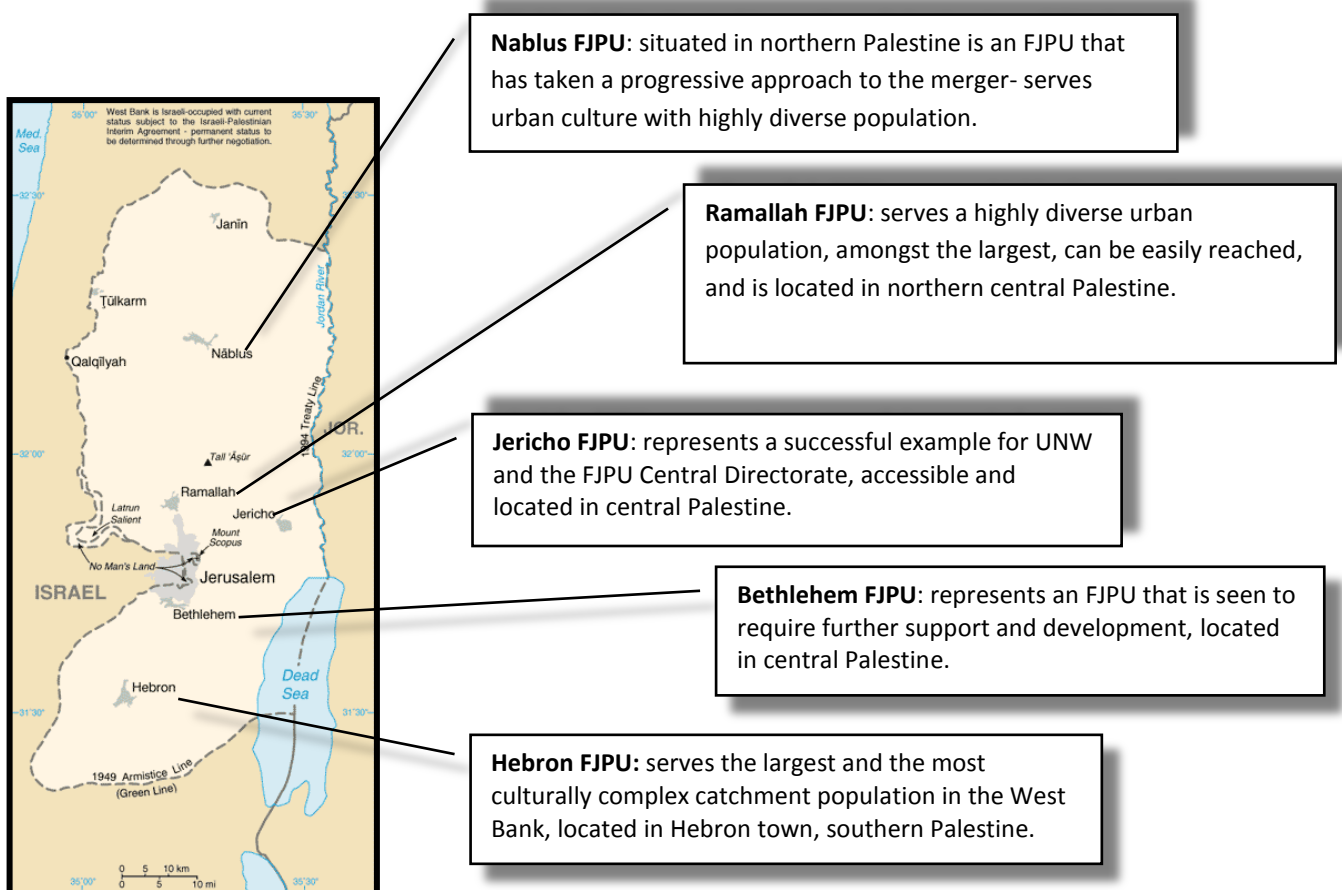 Nablus FJPU: situated in northern Palestine is an FJPU that
has taken a progressive approach to the merger- serves
urban culture with highly diverse population.
Ramallah FJPU: serves a highly diverse urban
population, amongst the largest, can be easily reached,
and is located in northern central Palestine.
Jericho FJPU: represents a successful example for UNW
and the FJPU Central Directorate, accessible and
located in central Palestine.
Bethlehem FJPU: represents an FJPU that is seen to
require further support and development, located
in central Palestine.
Hebron FJPU: serves the largest and the most
culturally complex catchment population in the West
Bank, located in Hebron town, southern Palestine.
35°00'
West Bank is Israeli-occupied with current
status subject to the Israeli-Palestinian
Interim Agreement - permanent status to
be determined through further negotiation.
35°30'
Med.
Sea
32°30'
32°30'
Janīn
Jordan River
Ţūlkarm
Nāblus
Qalqīlyah
1994 Treaty Line
JOR.
32°00'
Tall 'Āşūr
32°00'
Ramallah
Latrun
Salient
Jericho
Mount
Scopus
No Man's Land
Jerusalem
ISRAEL
Bethlehem
Dead
Sea
Hebron
31°30'
31°30'
1949 Armistice Line
(Green Line)
0 5 10 km
0 5 10 mi
35°00'
35°30'